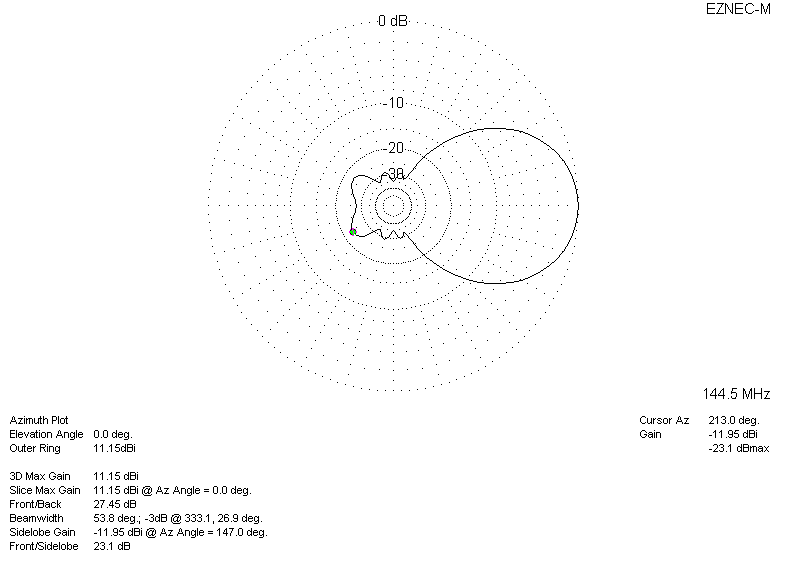 EZNEC-M
0 dB
-10
-20
-30
144.5 MHz
Azimuth Plot
Elevation Angle 0.0 deg.
Outer Ring 11.15dBi
Cursor Az 213.0 deg.
Gain -11.95 dBi
-23.1 dBmax
3D Max Gain 11.15 dBi
Slice Max Gain 11.15 dBi @ Az Angle = 0.0 deg.
Front/Back 27.45 dB
Beamwidth 53.8 deg.; -3dB @ 333.1, 26.9 deg.
Sidelobe Gain -11.95 dBi @ Az Angle = 147.0 deg.
Front/Sidelobe 23.1 dB